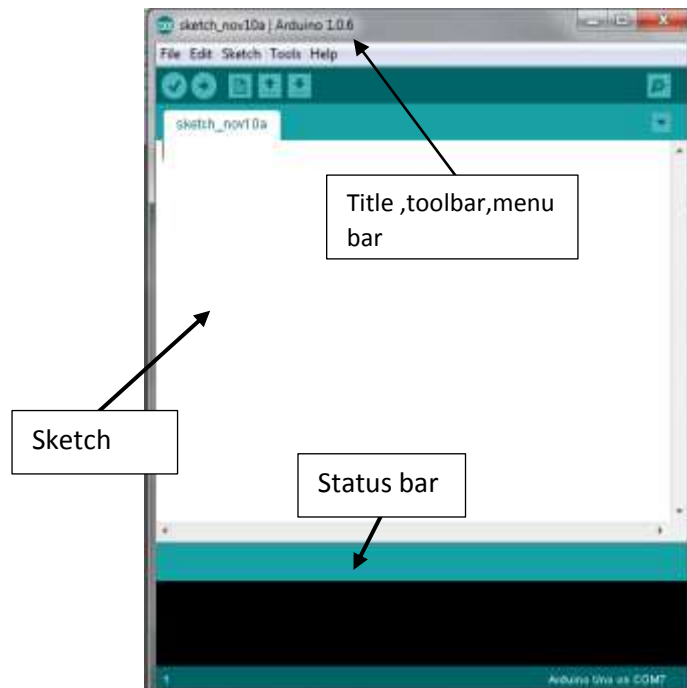 sketch_nov10a | Arduino 1.0.6
File Edit Sketch Tools Help
sketch_nov10a
Title ,toolbar,menu
bar
Sketch
Status bar
1
Arduino Uno on COM7